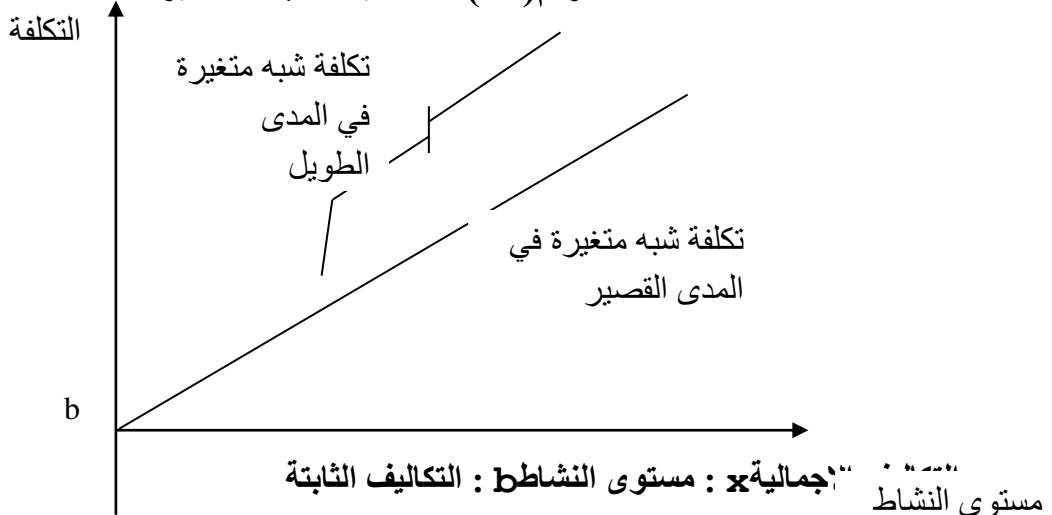 التكلفة
تكلفة شبه متغيرة
في المدى
الطويل
تكلفة شبه متغيرة في
المدى القصير
b
x : مستوى النشاط b : التكاليف الثابتة
مستوى النشاط